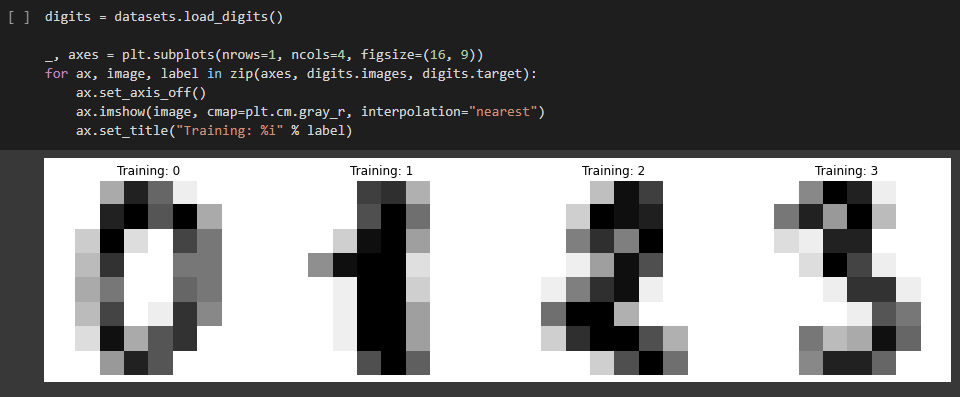 [ ] digits = datasets.load_digits()
_, axes = plt.subplots(nrows=1, ncols=4, figsize=(16, 9))
for ax, image, label in zip(axes, digits.images, digits.target):
    ax.set_axis_off()
    ax.imshow(image, cmap=plt.cm.gray_r, interpolation="nearest")
    ax.set_title("Training: %i" % label)
Training: 0 Training: 1 Training: 2 Training: 3